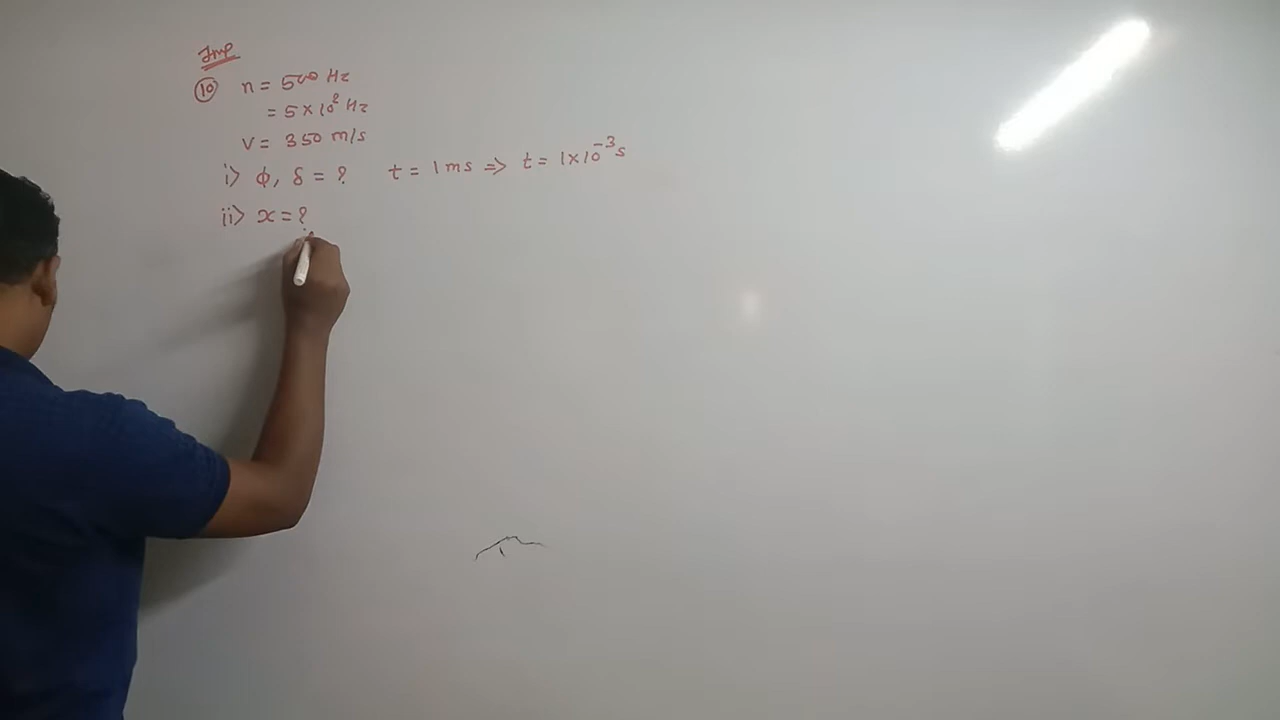 Imp
⑩ n = 500 Hz
= 5 × 10² Hz
v = 350 m/s
i> φ, δ = ? t = 1 ms => t = 1×10⁻³ s
ii> x = ?